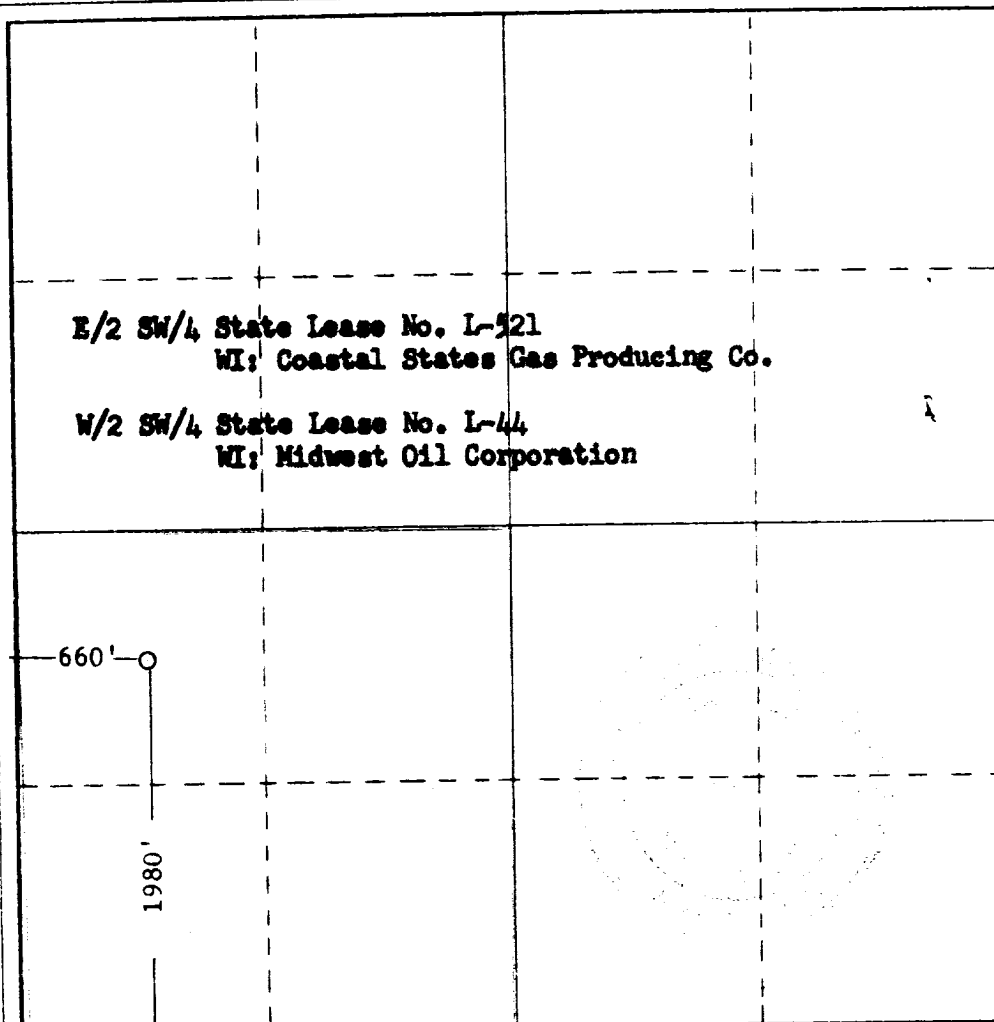 E/2 SW/4 State Lease No. L-521
WI: Coastal States Gas Producing Co.
W/2 SW/4 State Lease No. L-44
WI: Midwest Oil Corporation
660'
1980'